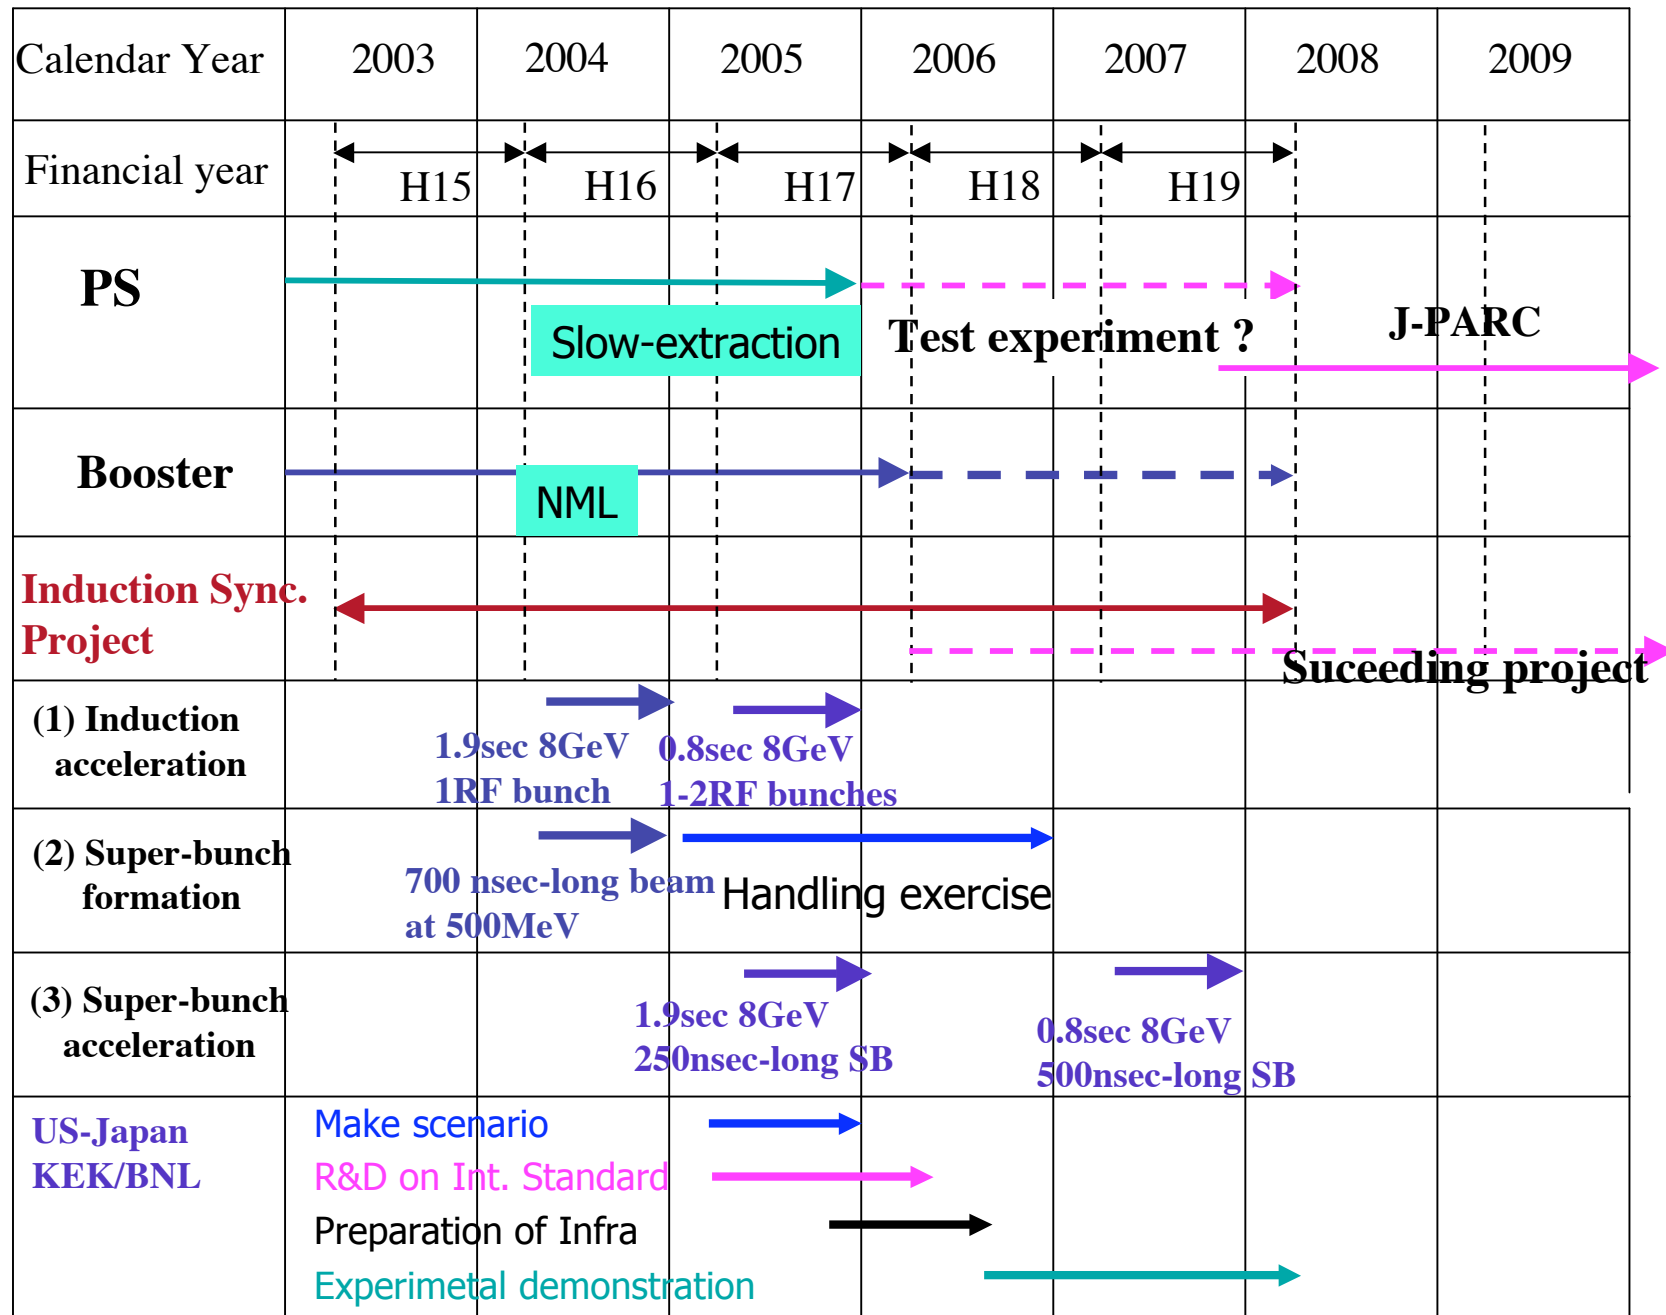 Calendar Year 2003 2004 2005 2006 2007 2008 2009
Financial year H15 H16 H17 H18 H19
PS
Slow-extraction
Test experiment ?
J-PARC
Booster
NML
Induction Sync.
Project
Suceeding project
(1) Induction
acceleration
1.9sec 8GeV
1RF bunch
0.8sec 8GeV
1-2RF bunches
(2) Super-bunch
formation
700 nsec-long beam
at 500MeV
Handling exercise
(3) Super-bunch
acceleration
1.9sec 8GeV
250nsec-long SB
0.8sec 8GeV
500nsec-long SB
US-Japan
KEK/BNL
Make scenario
R&D on Int. Standard
Preparation of Infra
Experimetal demonstration